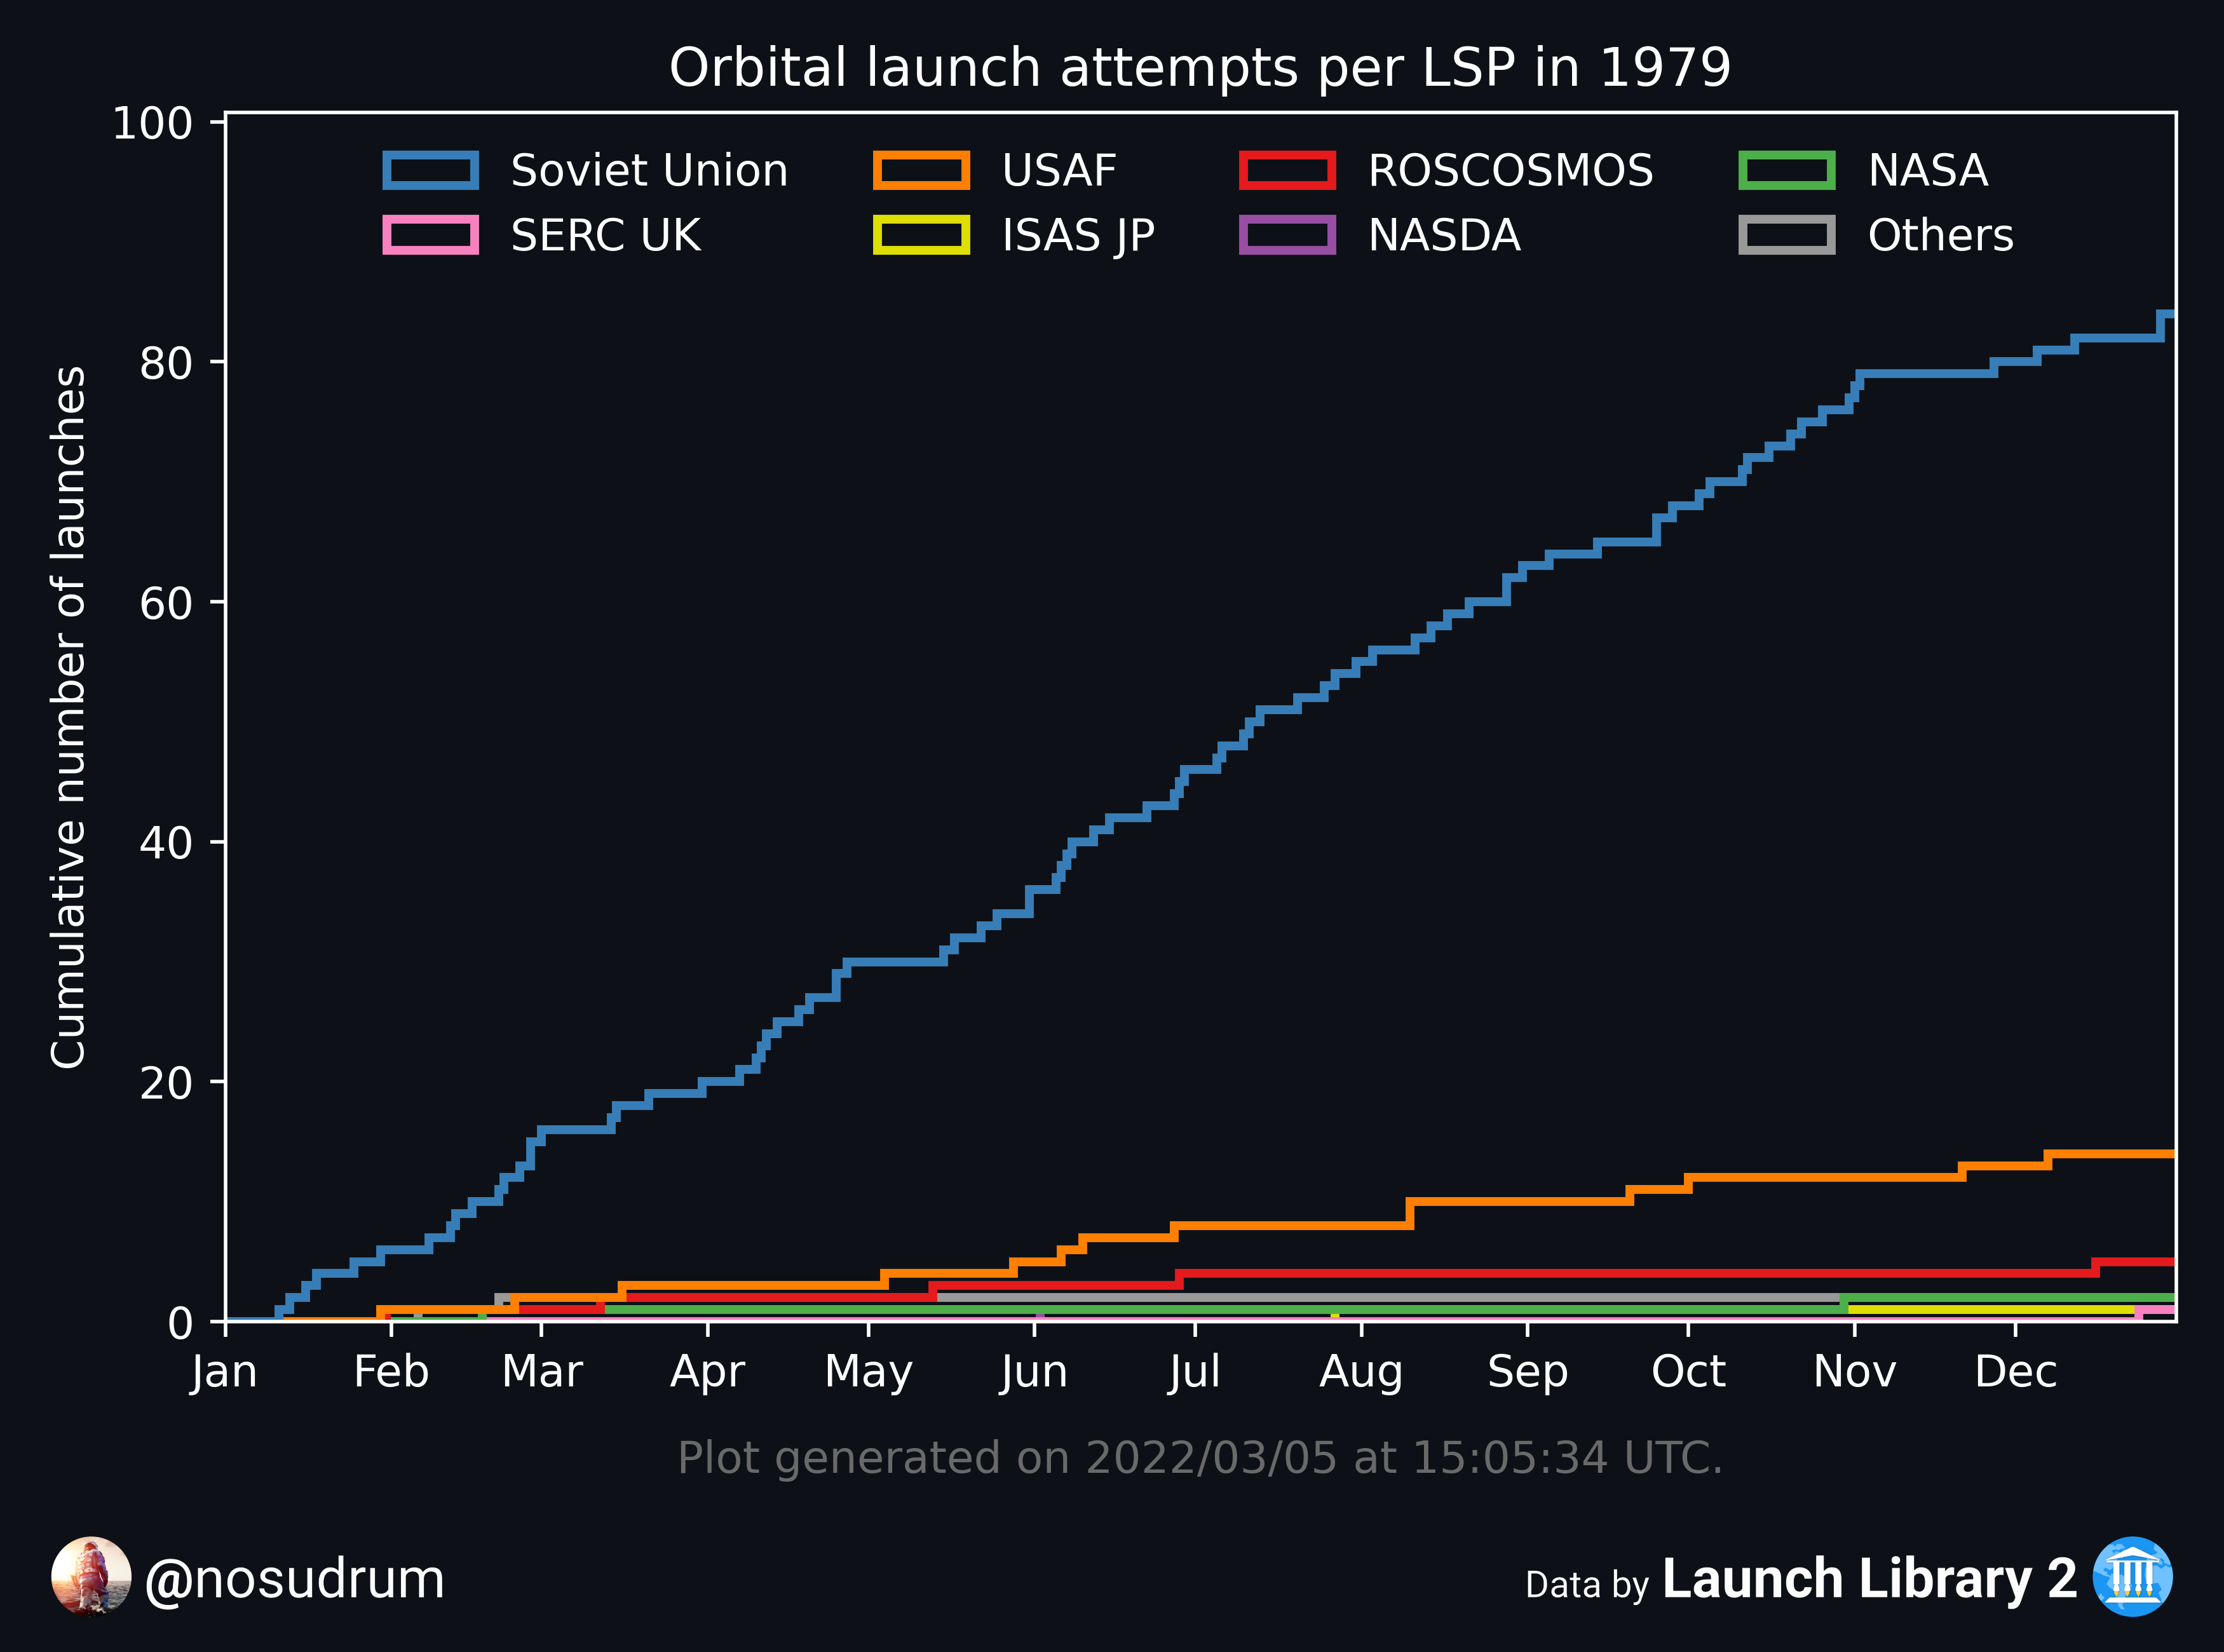 Orbital launch attempts per LSP in 1979
100
80
60
40
20
0
Cumulative number of launches
Soviet Union
USAF
ROSCOSMOS
NASA
SERC UK
ISAS JP
NASDA
Others
Jan Feb Mar Apr May Jun Jul Aug Sep Oct Nov Dec
Plot generated on 2022/03/05 at 15:05:34 UTC.
@nosudrum
Data by Launch Library 2